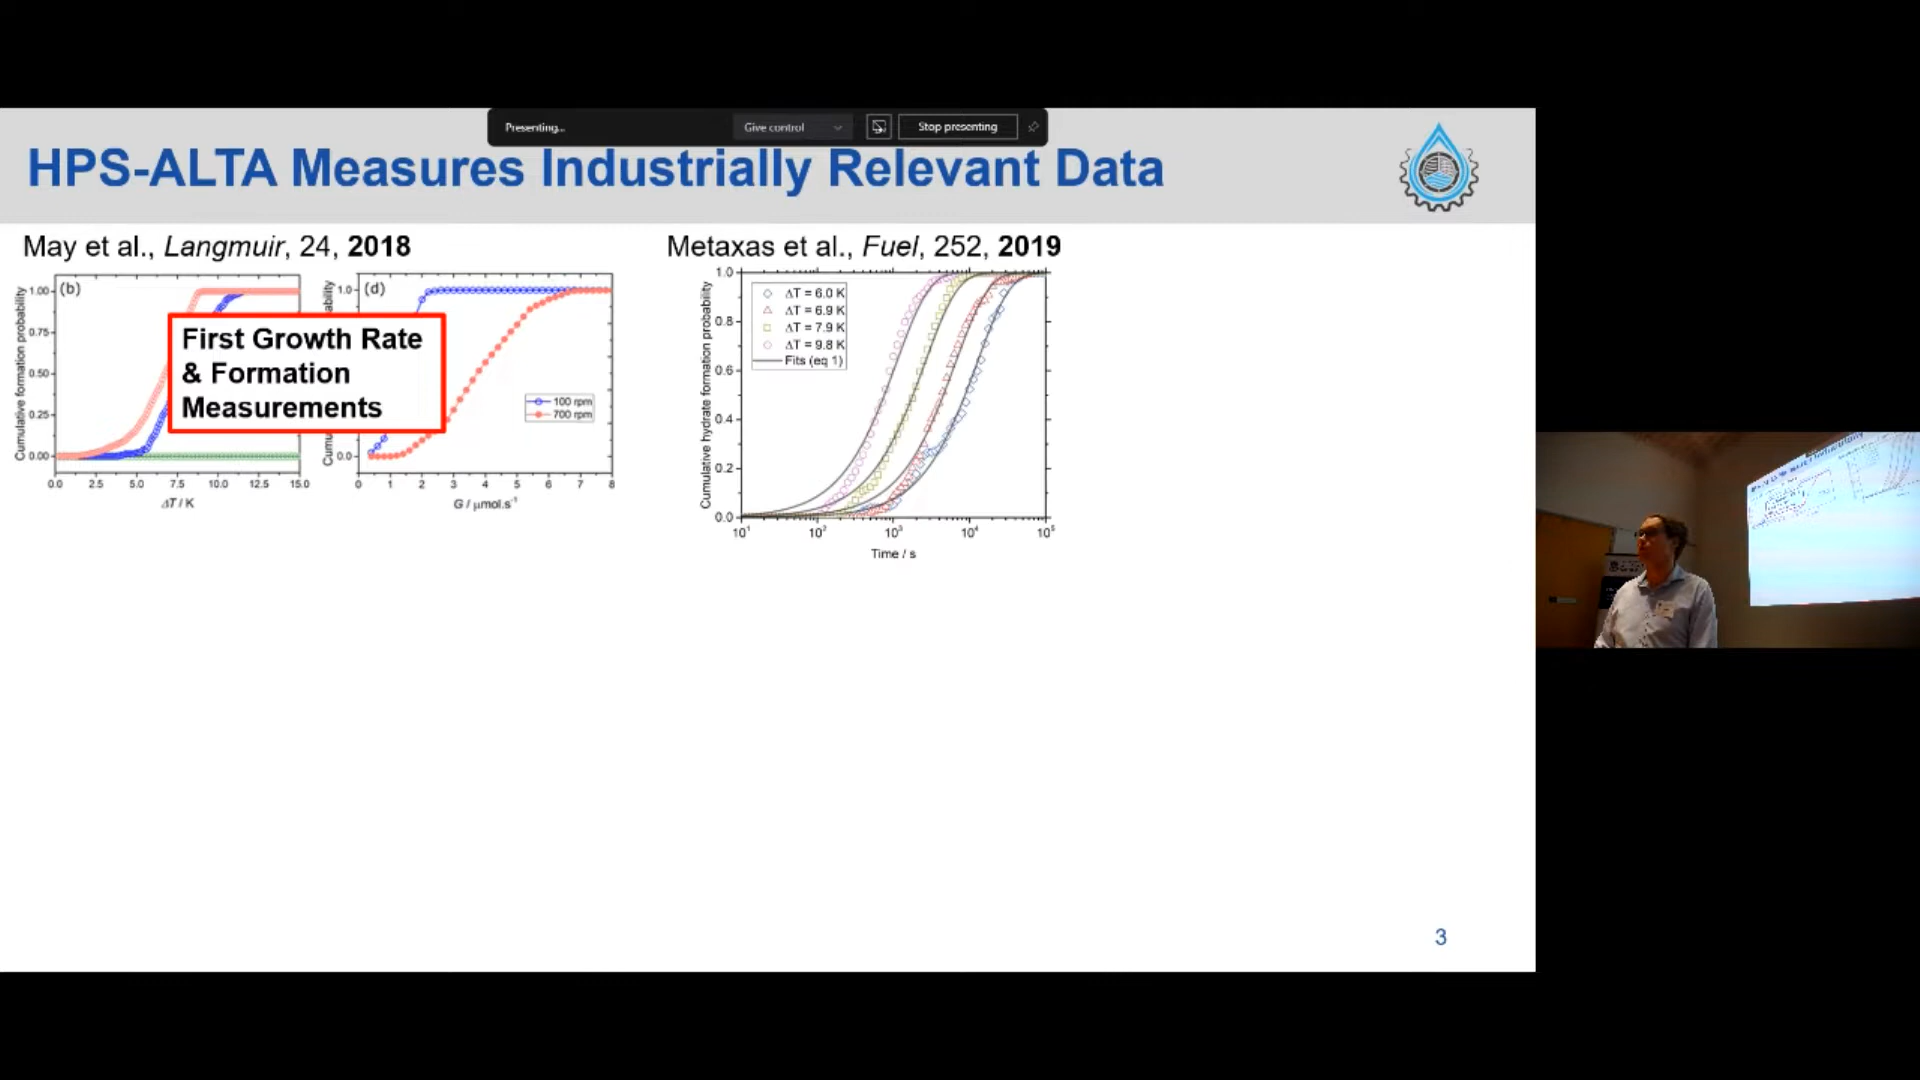 Presenting...
Give control
Stop presenting
HPS-ALTA Measures Industrially Relevant Data
May et al., Langmuir, 24, 2018
Metaxas et al., Fuel, 252, 2019
(b)
Cumulative formation probability
1.00
0.75
0.50
0.25
0.00
0.0 2.5 5.0 7.5 10.0 12.5 15.0
ΔT / K
First Growth Rate
& Formation
Measurements
(d)
1.0
0.0
100 rpm
700 rpm
0 1 2 3 4 5 6 7 8
G / μmol.s⁻¹
Cumulative hydrate formation probability
1.0
0.8
0.6
0.4
0.2
0.0
ΔT = 6.0 K
ΔT = 6.9 K
ΔT = 7.9 K
ΔT = 9.8 K
Fits (eq 1)
10¹ 10² 10³ 10⁴ 10⁵
Time / s
3